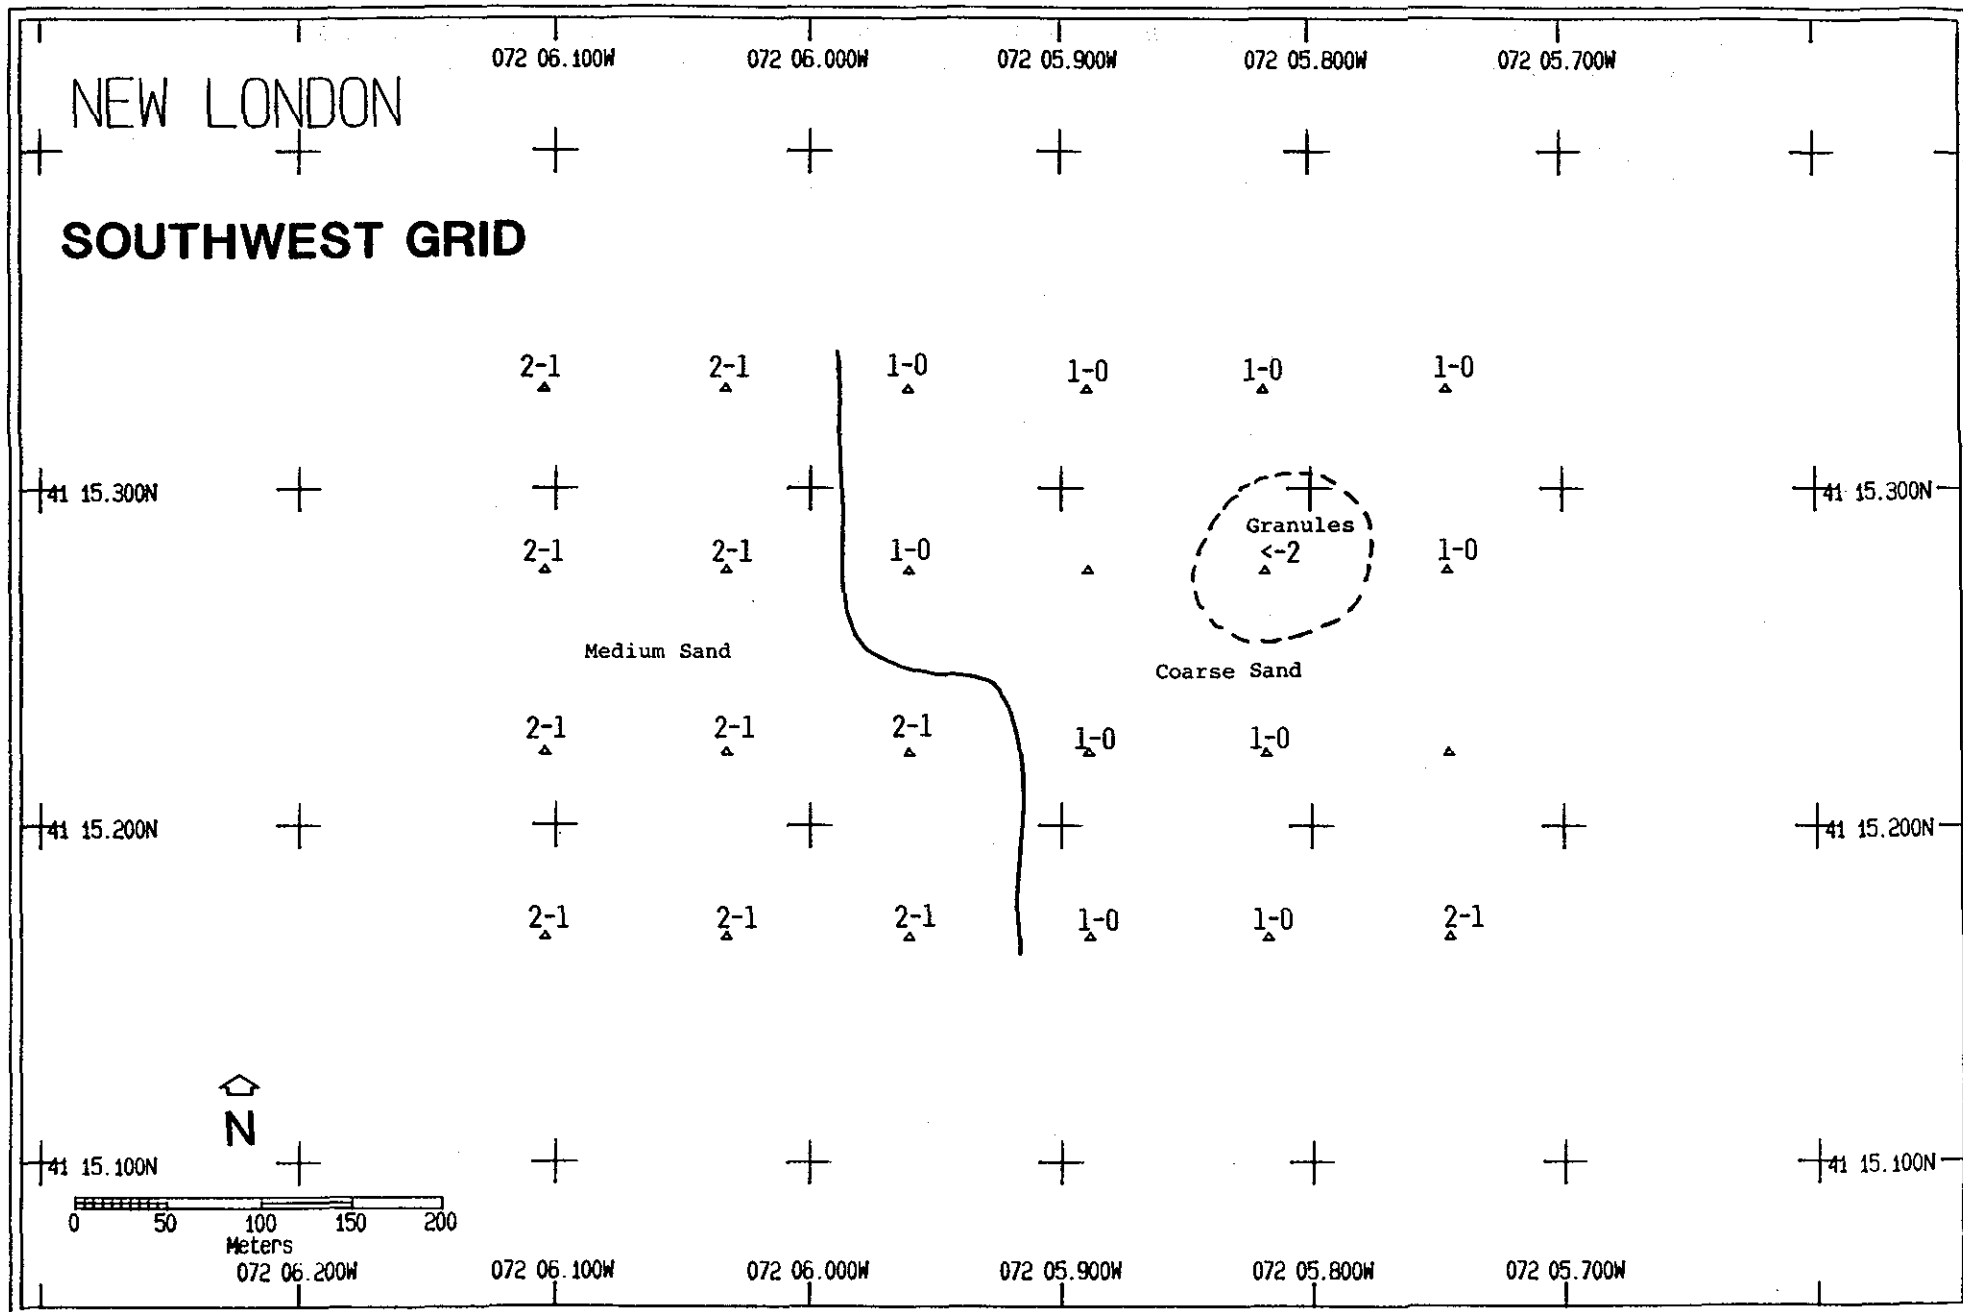 072 06.100W 072 06.000W 072 05.900W 072 05.800W 072 05.700W
NEW LONDON
SOUTHWEST GRID
2-1 2-1 1-0 1-0 1-0 1-0
41 15.300N 41 15.300N
Granules
2-1 2-1 1-0 <-2 1-0
Medium Sand
Coarse Sand
2-1 2-1 2-1 1-0 1-0
41 15.200N 41 15.200N
2-1 2-1 2-1 1-0 1-0 2-1
N
41 15.100N 41 15.100N
0 50 100 150 200
Meters
072 06.200W 072 06.100W 072 06.000W 072 05.900W 072 05.800W 072 05.700W